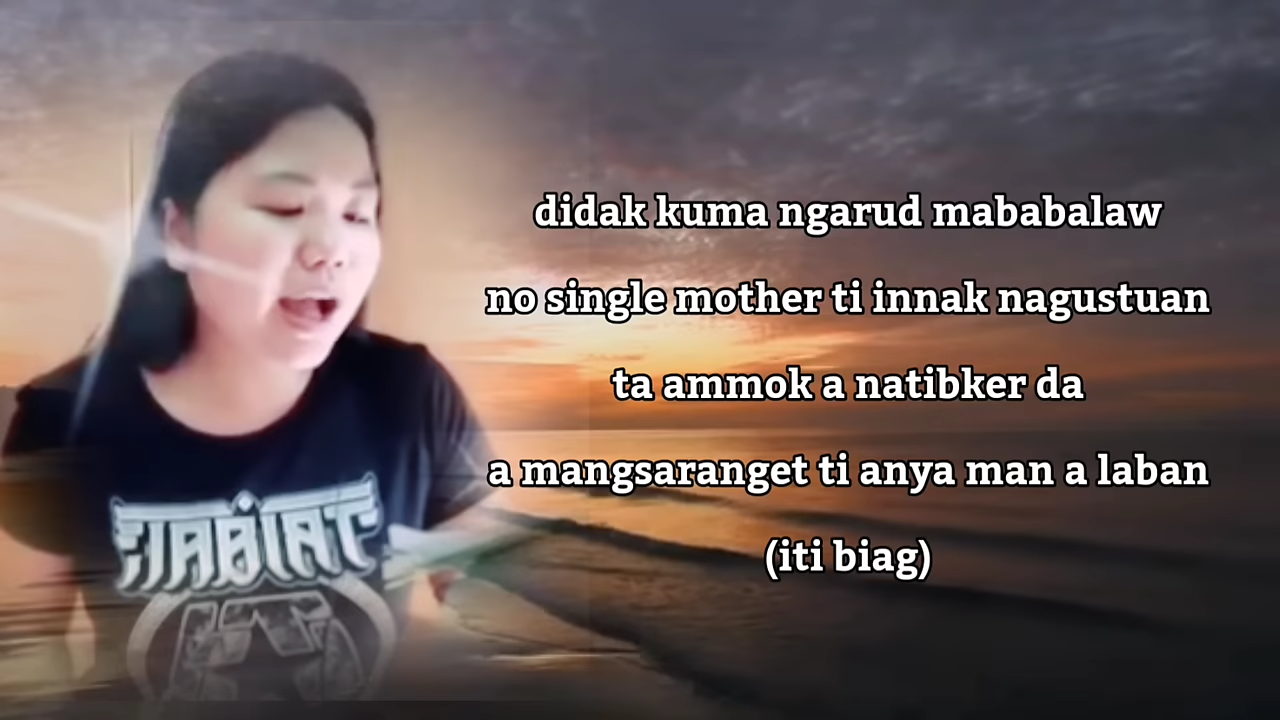 didak kuma ngarud mababalaw
no single mother ti innak nagustuan
ta ammok a natibker da
a mangsaranget ti anya man a laban
(iti biag)